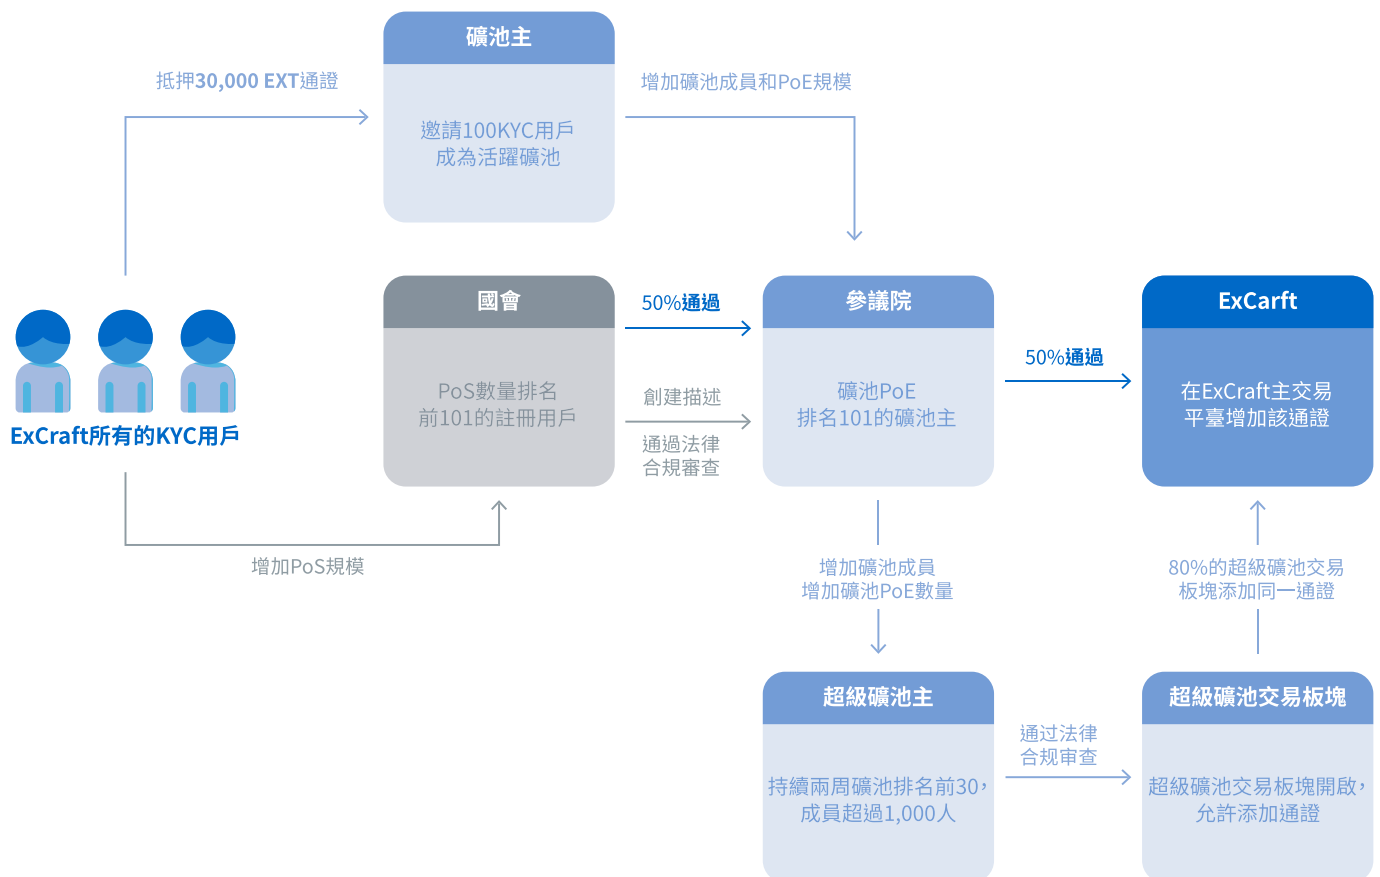 礦池主
抵押30,000 EXT通證
增加礦池成員和PoE規模
邀請100KYC用戶
成為活躍礦池
國會
50%通過
參議院
ExCarft
50%通過
PoS數量排名
前101的註冊用戶
創建描述
通過法律
合規審查
礦池PoE
排名101的礦池主
在ExCraft主交易
平臺增加該通證
ExCraft所有的KYC用戶
增加PoS規模
增加礦池成員
增加礦池PoE數量
80%的超級礦池交易
板塊添加同一通證
超級礦池主
超級礦池交易板塊
通过法律
合规审查
持續兩周礦池排名前30，
成員超過1,000人
超級礦池交易板塊開啟，
允許添加通證